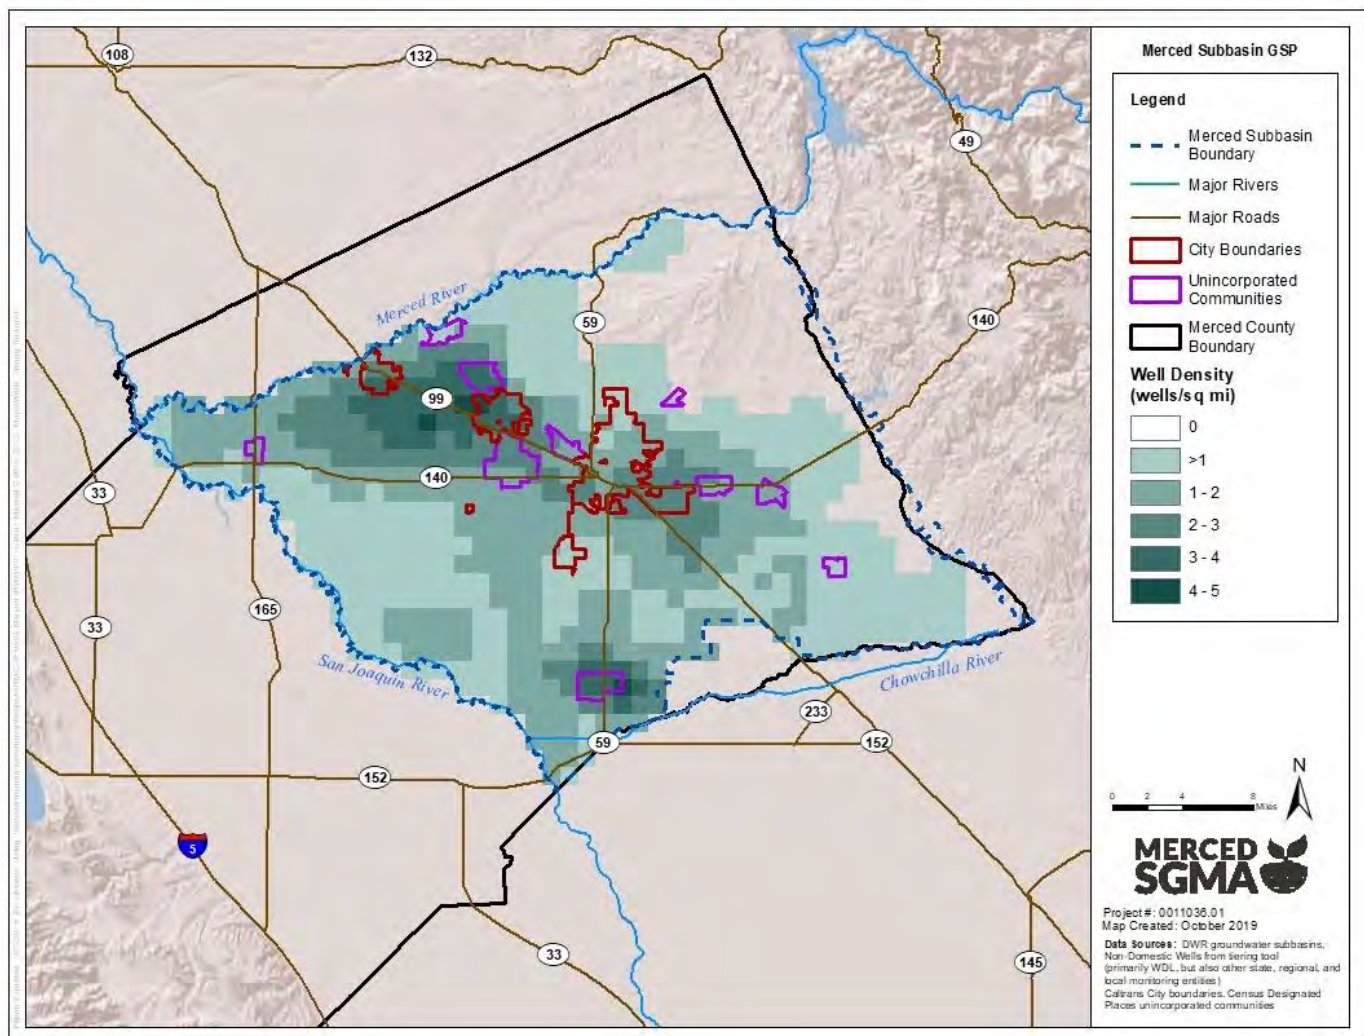 Merced Subbasin GSP
Legend
Merced Subbasin
Boundary
Major Rivers
Major Roads
City Boundaries
Unincorporated
Communities
Merced County
Boundary
Well Density
(wells/sq mi)
0
>1
1 - 2
2 - 3
3 - 4
4 - 5
108
132
49
Merced River
59
140
99
140
33
165
33
San Joaquin River
Chowchilla River
233
59
152
152
5
33
145
N
0 2 4 8
Miles
MERCED
SGMA
Project #: 0011036.01
Map Created: October 2019
Data Sources: DWR groundwater subbasins,
Non-Domestic Wells from tiering tool
(primarily WDL, but also other state, regional, and
local monitoring entities)
Caltrans City boundaries, Census Designated
Places unincorporated communities